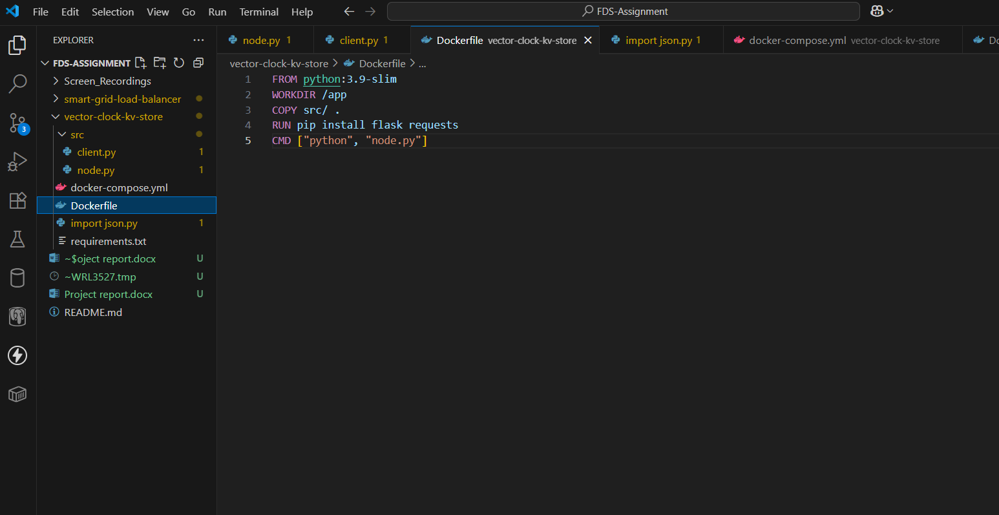 File Edit Selection View Go Run Terminal Help FDS-Assignment
EXPLORER
FDS-ASSIGNMENT
Screen_Recordings
smart-grid-load-balancer
vector-clock-kv-store
src
client.py 1
node.py 1
docker-compose.yml
Dockerfile
import json.py 1
requirements.txt
~$oject report.docx U
~WRL3527.tmp U
Project report.docx U
README.md
3
node.py 1 client.py 1 Dockerfile vector-clock-kv-store import json.py 1 docker-compose.yml vector-clock-kv-store Do
vector-clock-kv-store > Dockerfile > ...
1 FROM python:3.9-slim
2 WORKDIR /app
3 COPY src/ .
4 RUN pip install flask requests
5 CMD ["python", "node.py"]